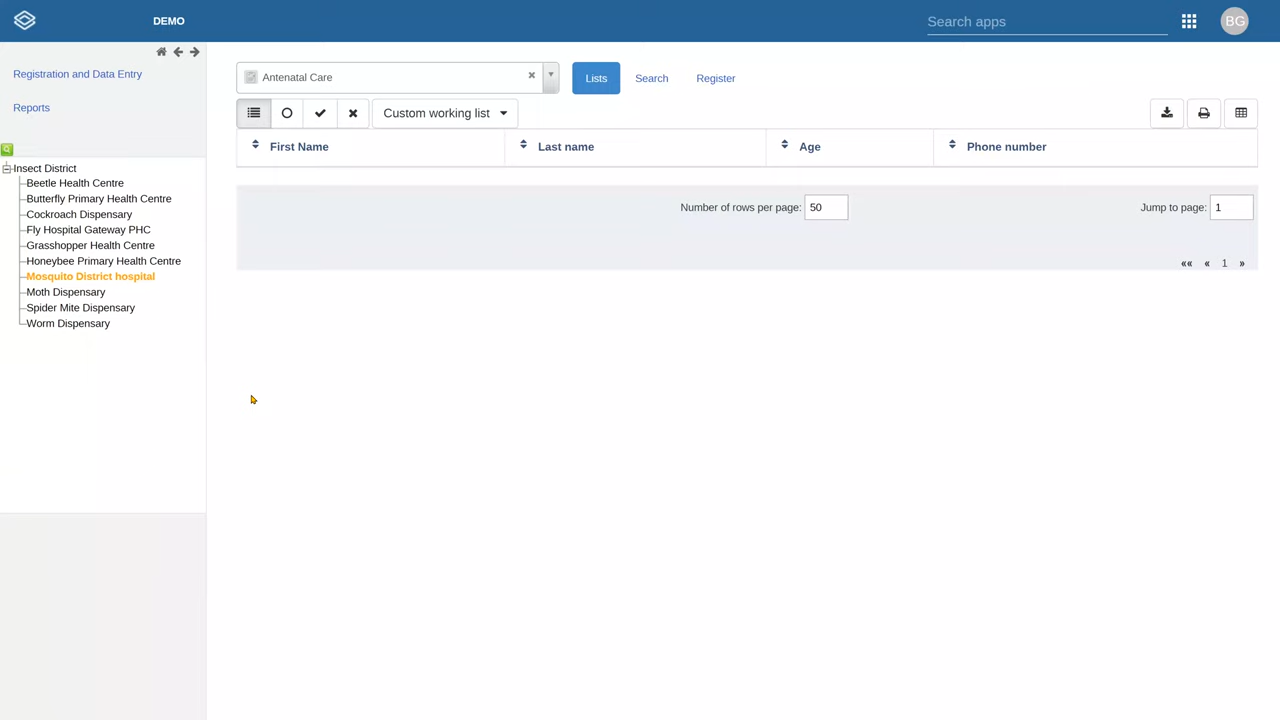 DEMO
Search apps
BG
Registration and Data Entry
Reports
Antenatal Care
Lists
Search
Register
Custom working list
First Name
Last name
Age
Phone number
Number of rows per page: 50
Jump to page: 1
«« « 1 »
Insect District
Beetle Health Centre
Butterfly Primary Health Centre
Cockroach Dispensary
Fly Hospital Gateway PHC
Grasshopper Health Centre
Honeybee Primary Health Centre
Mosquito District hospital
Moth Dispensary
Spider Mite Dispensary
Worm Dispensary